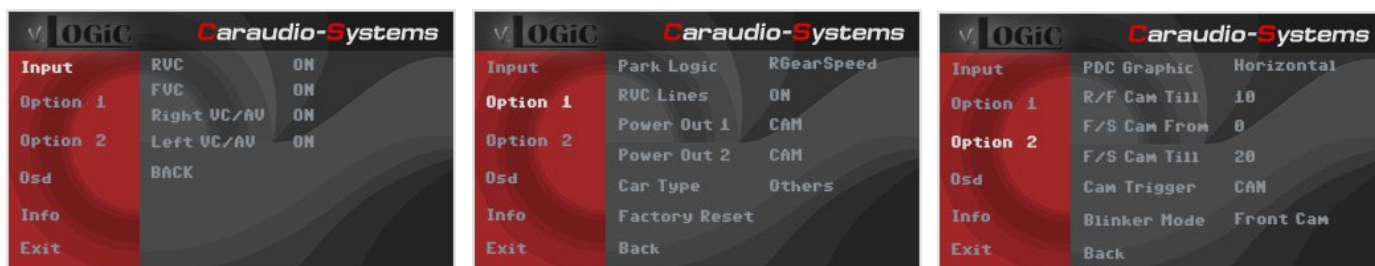 v.LOGiC Caraudio-Systems
Input
Option 1
Option 2
Osd
Info
Exit
RVC ON
FVC ON
Right VC/AV ON
Left VC/AV ON
BACK
v.LOGiC Caraudio-Systems
Input
Option 1
Option 2
Osd
Info
Exit
Park Logic RGearSpeed
RVC Lines ON
Power Out 1 CAM
Power Out 2 CAM
Car Type Others
Factory Reset
Back
v.LOGiC Caraudio-Systems
Input
Option 1
Option 2
Osd
Info
Exit
PDC Graphic Horizontal
R/F Cam Till 10
F/S Cam From 0
F/S Cam Till 20
Cam Trigger CAN
Blinker Mode Front Cam
Back